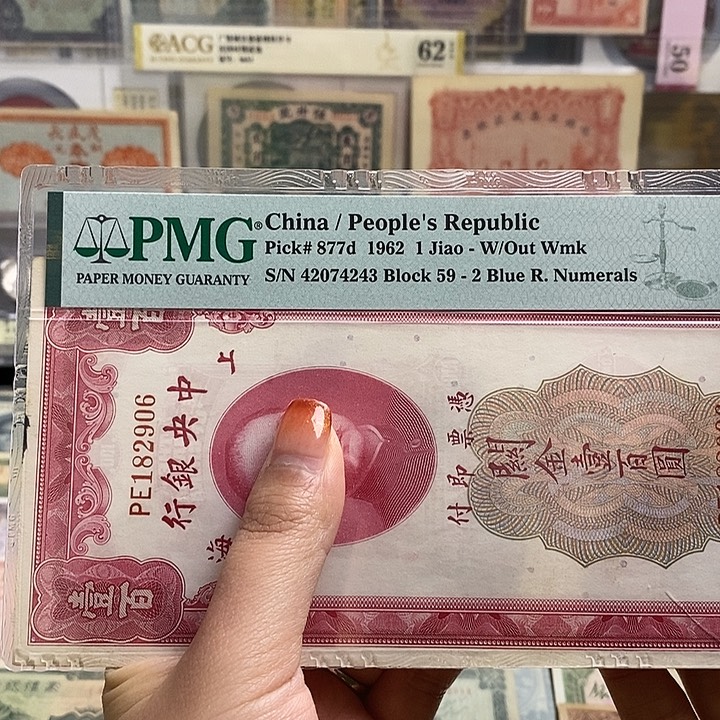 ACG
62
50
PMG®
PAPER MONEY GUARANTY
China / People's Republic
Pick# 877d 1962 1 Jiao - W/Out Wmk
S/N 42074243 Block 59 - 2 Blue R. Numerals
PE182906
中央銀行
上
海
憑票即付
關金壹百圓
壹百
壹百